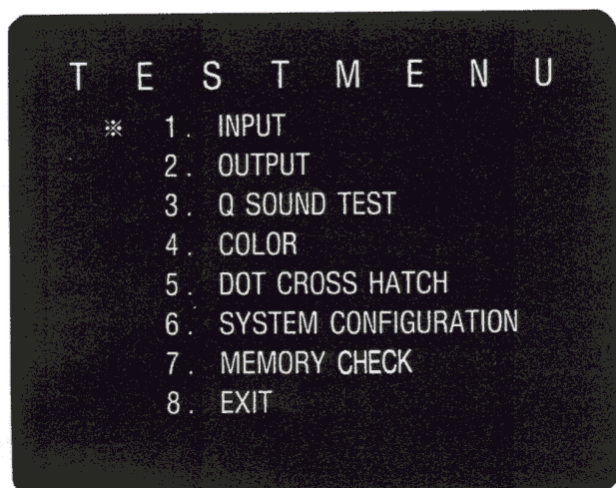 T E S T M E N U
※ 1. INPUT
2. OUTPUT
3. Q SOUND TEST
4. COLOR
5. DOT CROSS HATCH
6. SYSTEM CONFIGURATION
7. MEMORY CHECK
8. EXIT